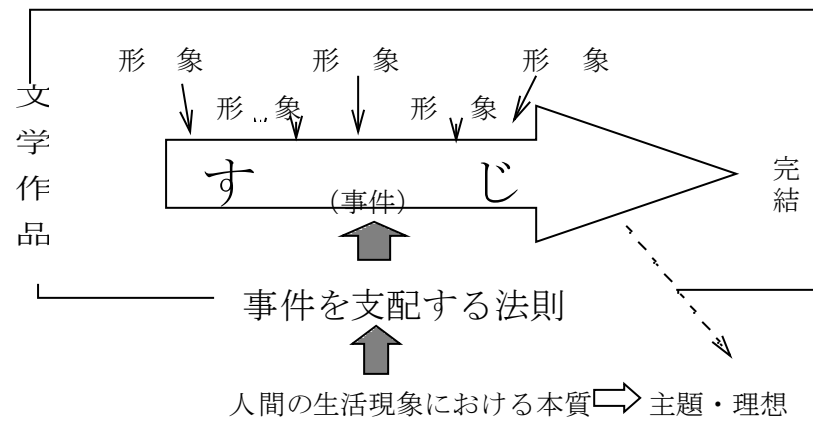 形　象　　形　象　　形　象
形　象　　形　象
文学作品
すじ
(事件)
完結
事件を支配する法則
人間の生活現象における本質　主題・理想